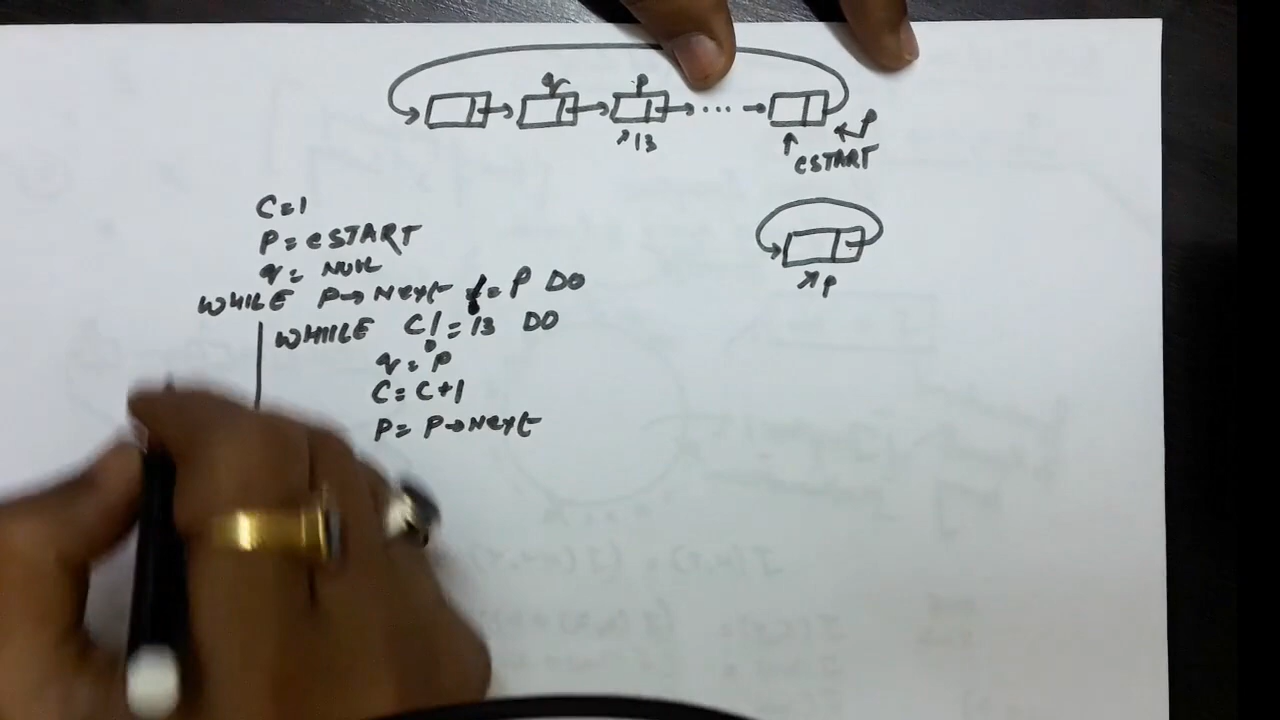 q P
... P
13
CSTART
C=1
P=CSTART
q= NULL
P
WHILE P→Next != P DO
WHILE C!=13 DO
q=P
C=C+1
P= P→Next